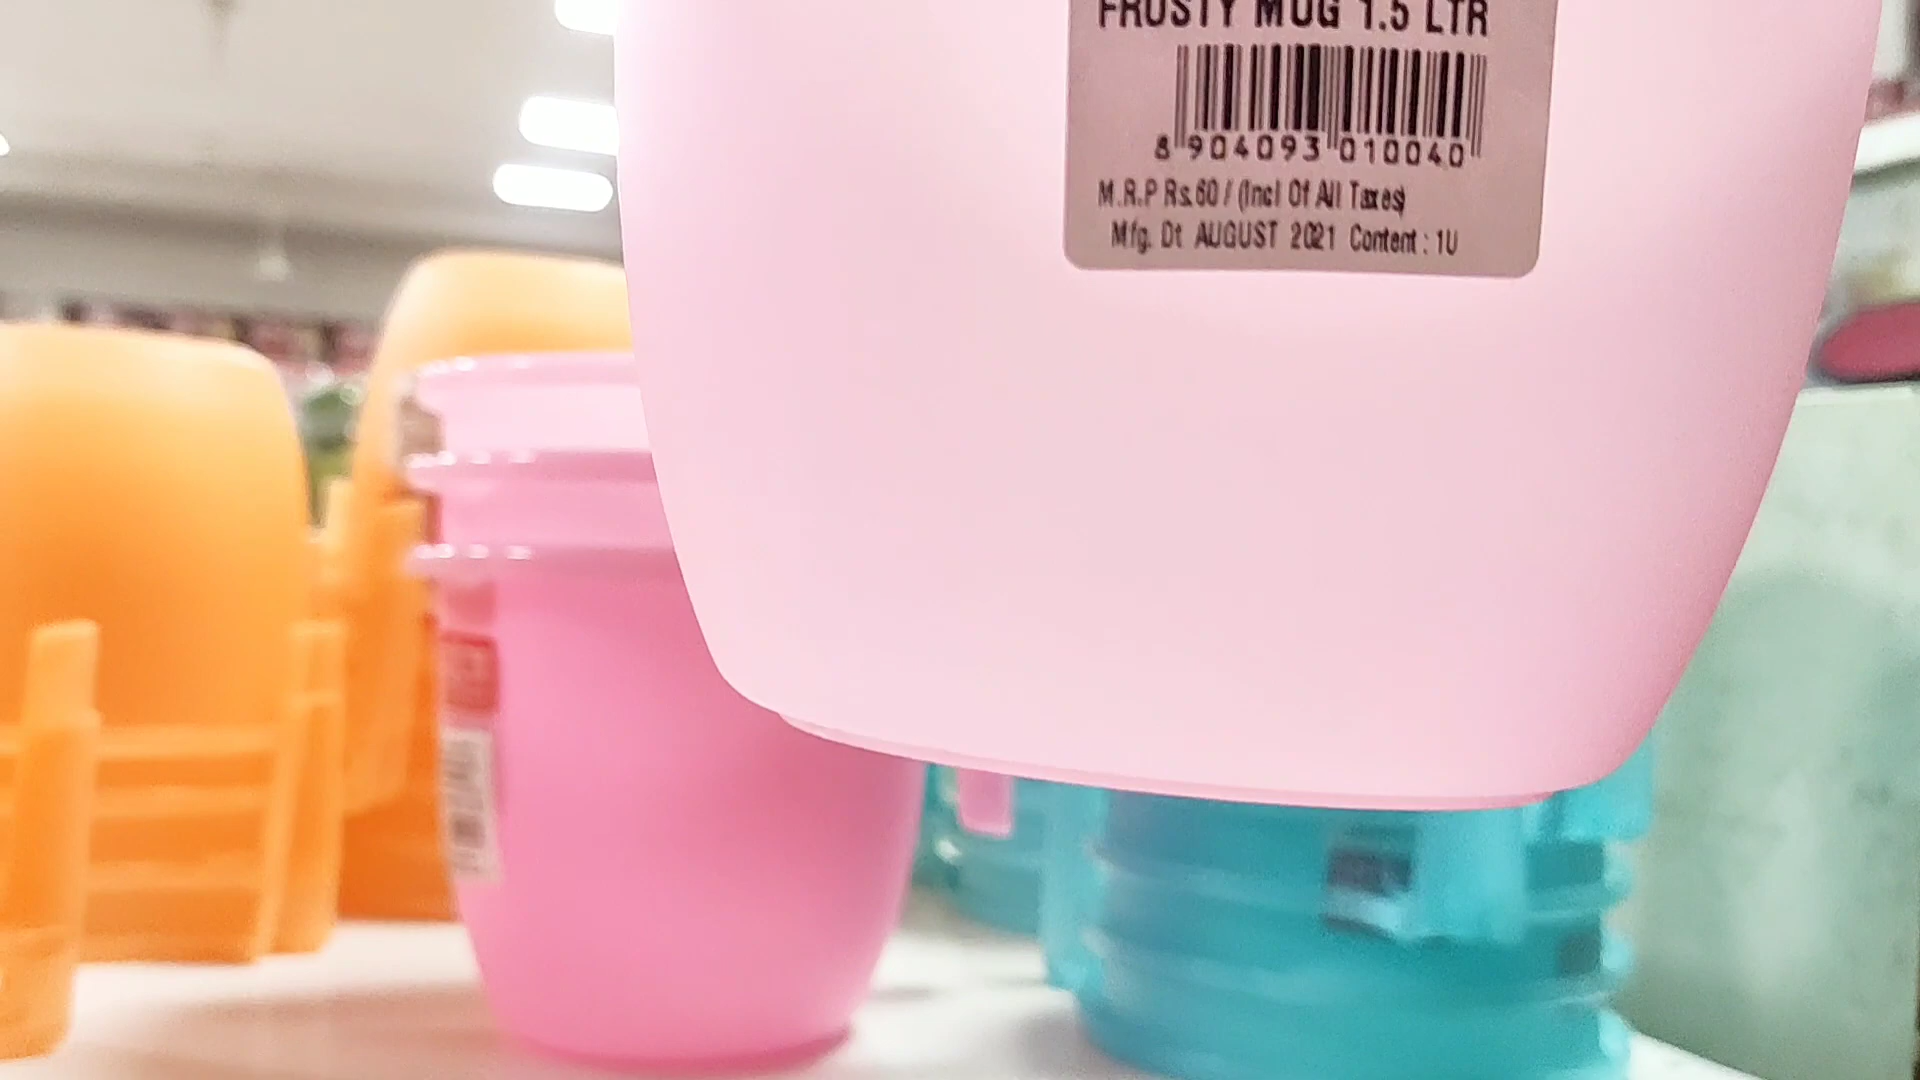 FROSTY MUG 1.5 LTR
8 904093 010040
M.R.P Rs.60 / (Incl Of All Taxes)
Mfg. Dt AUGUST 2021 Content : 1U